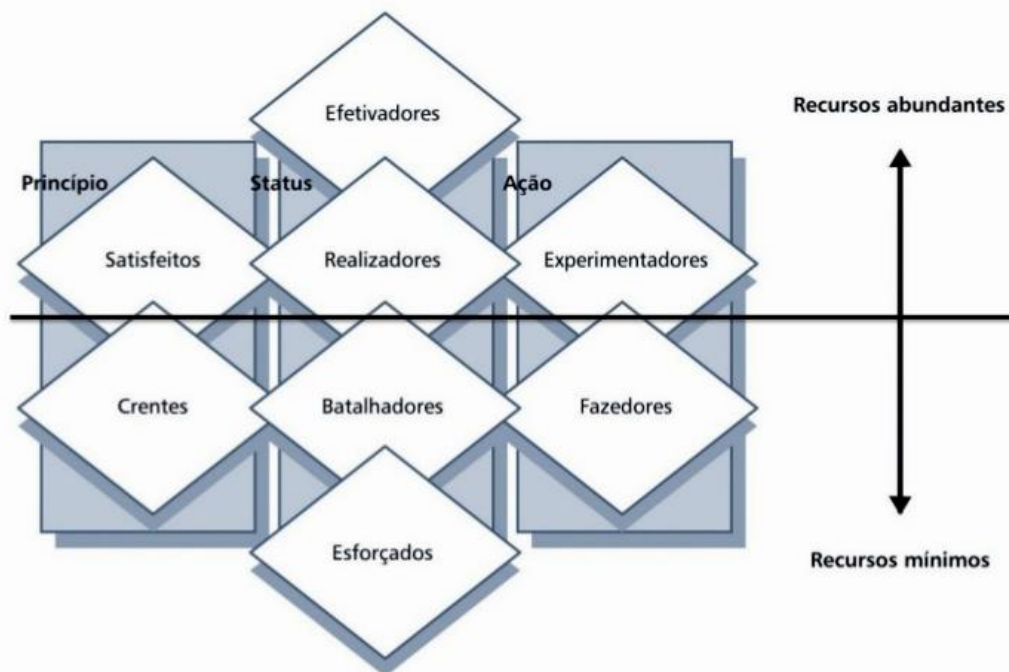 Efetivadores
Recursos abundantes
Princípio
Status
Ação
Satisfeitos
Realizadores
Experimentadores
Crentes
Batalhadores
Fazedores
Esforçados
Recursos mínimos